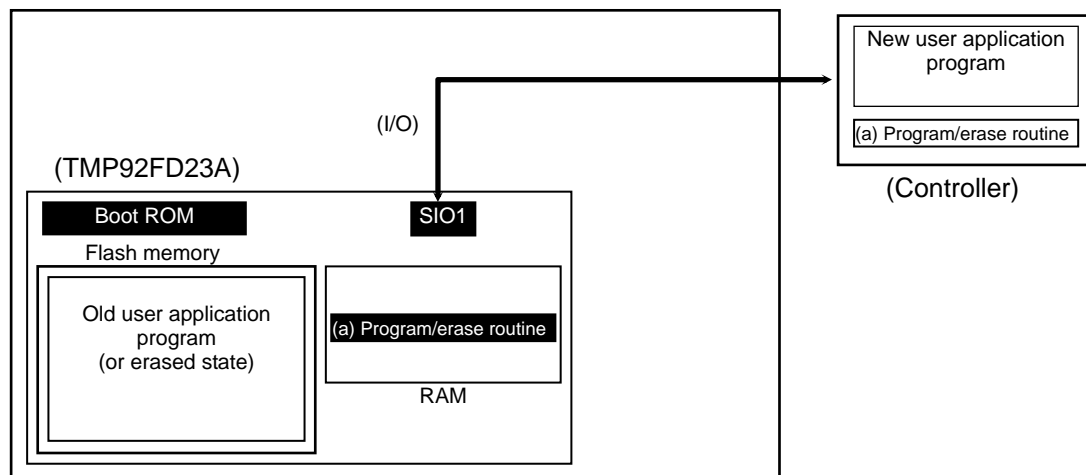 New user application
program
(I/O)
(a) Program/erase routine
(TMP92FD23A)
(Controller)
Boot ROM
SIO1
Flash memory
Old user application
program
(or erased state)
(a) Program/erase routine
RAM